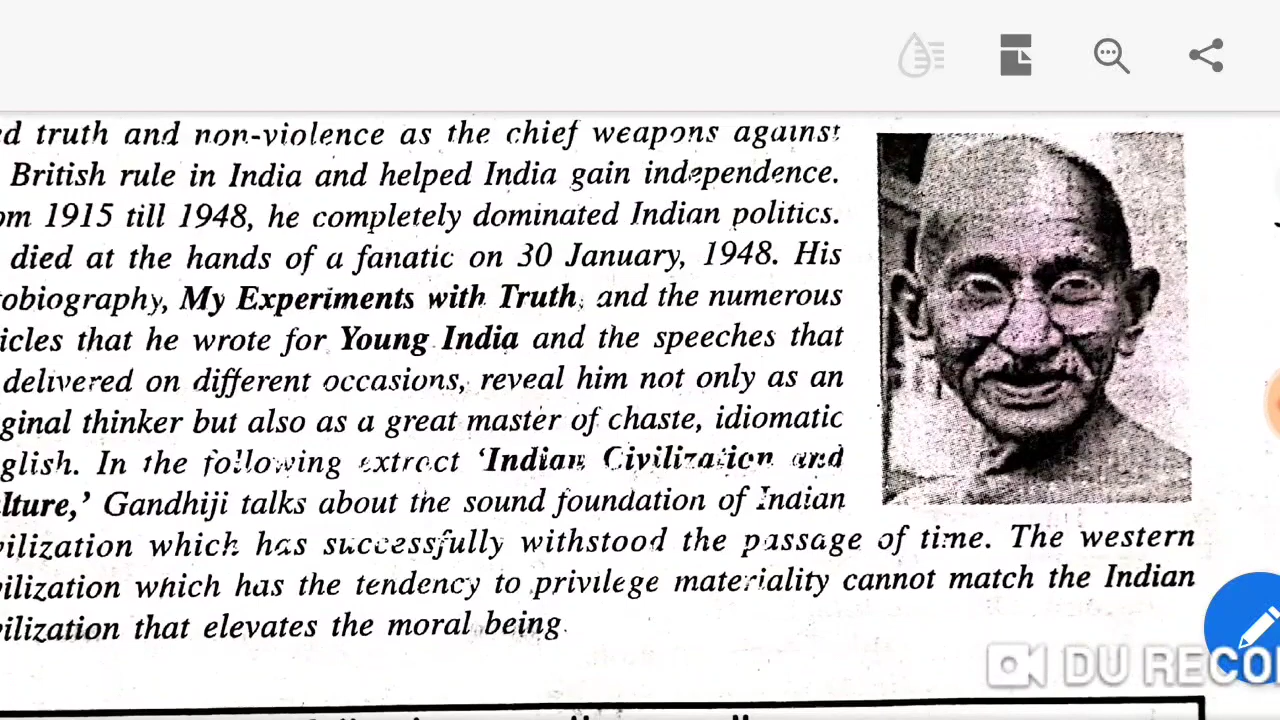 ed truth and non-violence as the chief weapons against
British rule in India and helped India gain independence.
om 1915 till 1948, he completely dominated Indian politics.
died at the hands of a fanatic on 30 January, 1948. His
tobiography, My Experiments with Truth, and the numerous
icles that he wrote for Young India and the speeches that
delivered on different occasions, reveal him not only as an
ginal thinker but also as a great master of chaste, idiomatic
glish. In the following extract 'Indian Civilization and
lture,' Gandhiji talks about the sound foundation of Indian
vilization which has successfully withstood the passage of time. The western
vilization which has the tendency to privilege materiality cannot match the Indian
vilization that elevates the moral being.
DU RECO